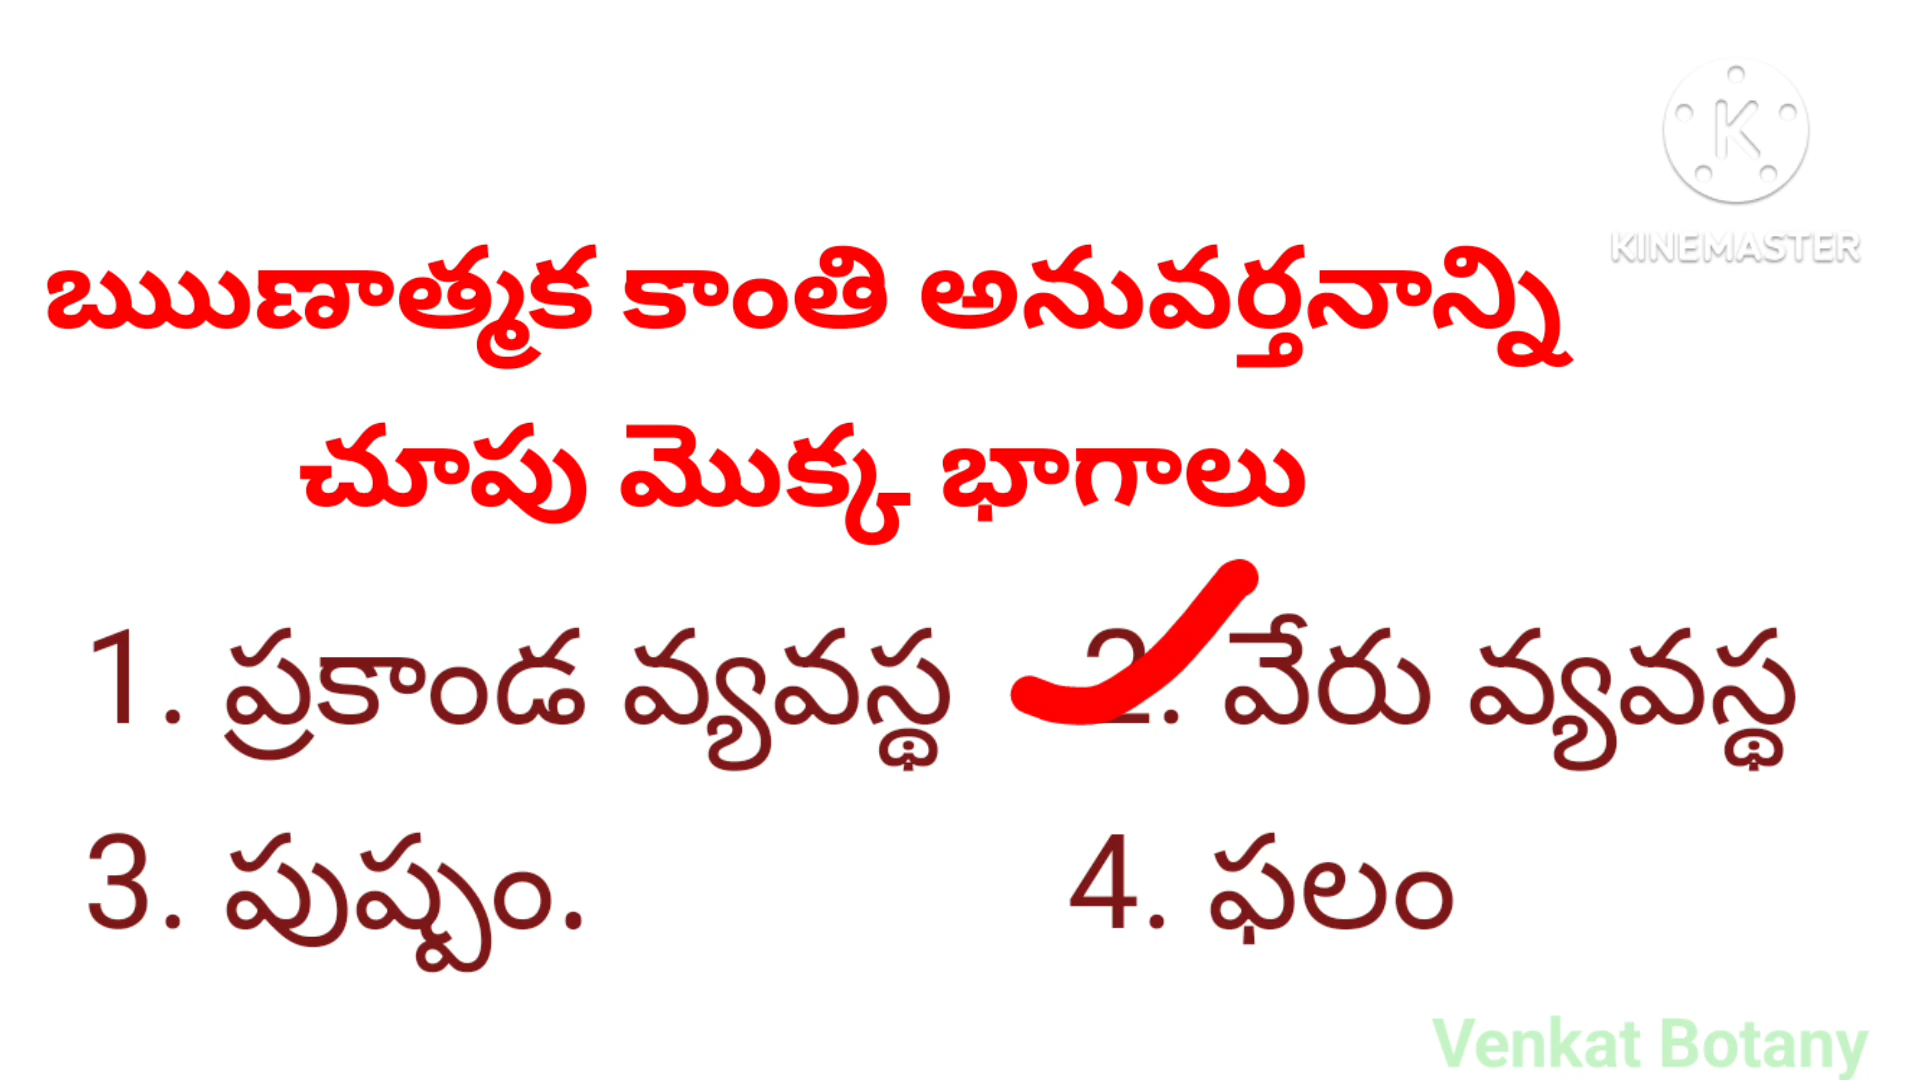 K
KINEMASTER
ఋణాత్మక కాంతి అనువర్తనాన్ని
చూపు మొక్క భాగాలు
1. ప్రకాండ వ్యవస్థ 2. వేరు వ్యవస్థ
3. పుష్పం. 4. ఫలం
Venkat Botany